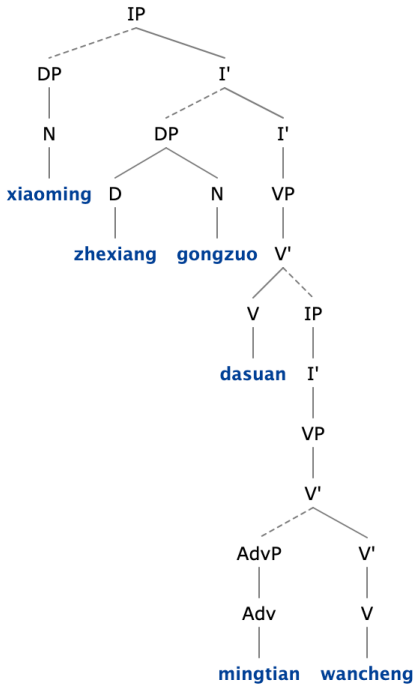 IP
DP I'
N DP I'
xiaoming D N VP
zhexiang gongzuo V'
V IP
dasuan I'
VP
V'
AdvP V'
Adv V
mingtian wancheng